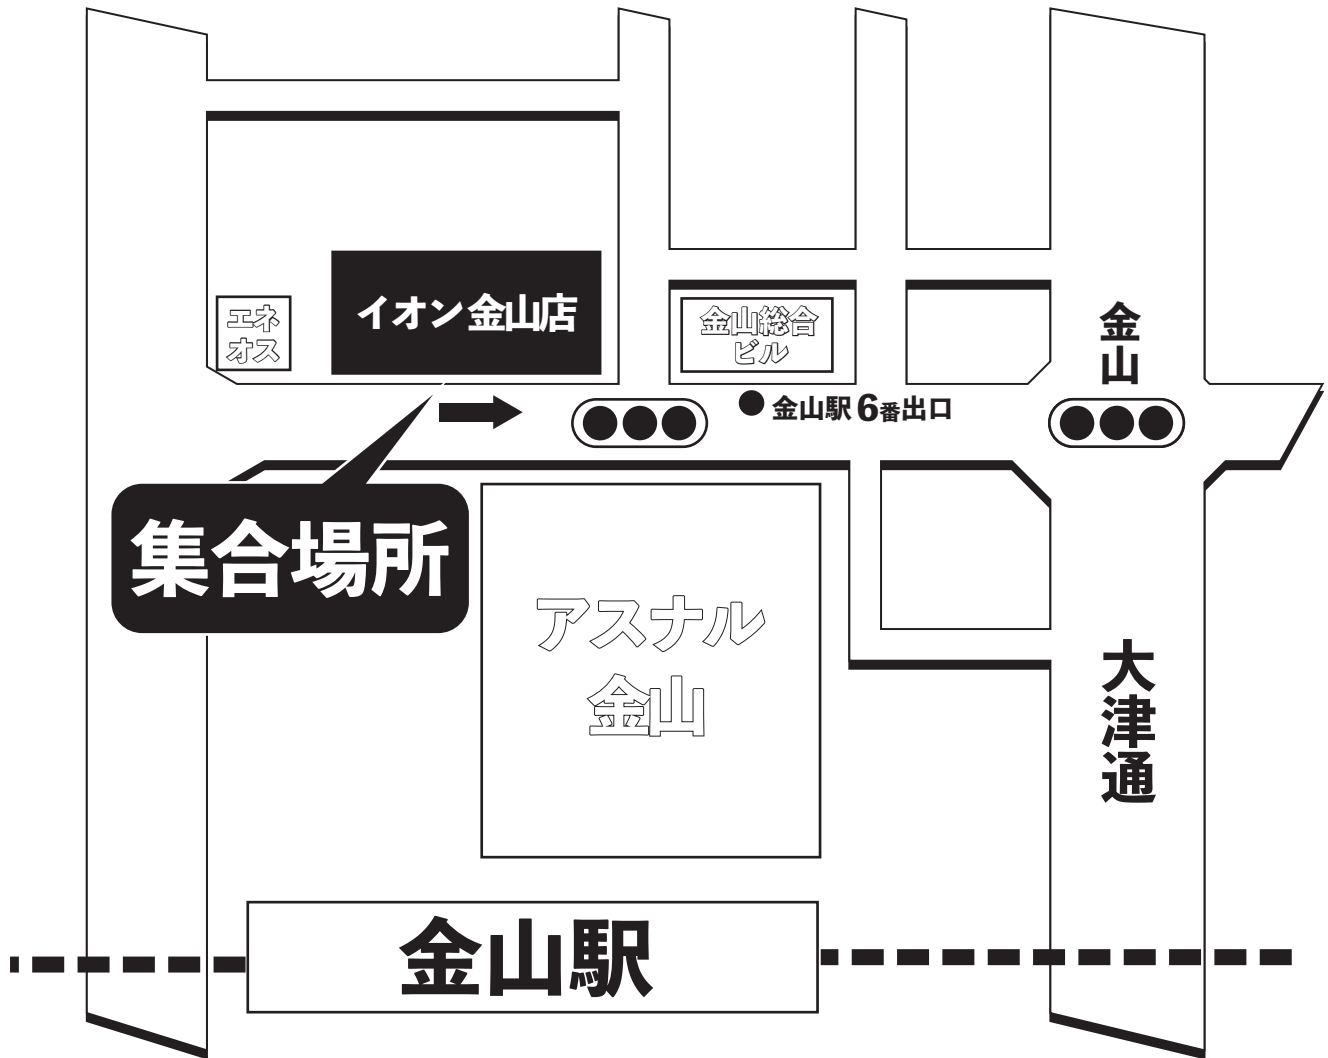 イオン金山店
エネ
オス
金山総合
ビル
金山
金山駅6番出口
集合場所
アスナル
金山
大津通
金山駅